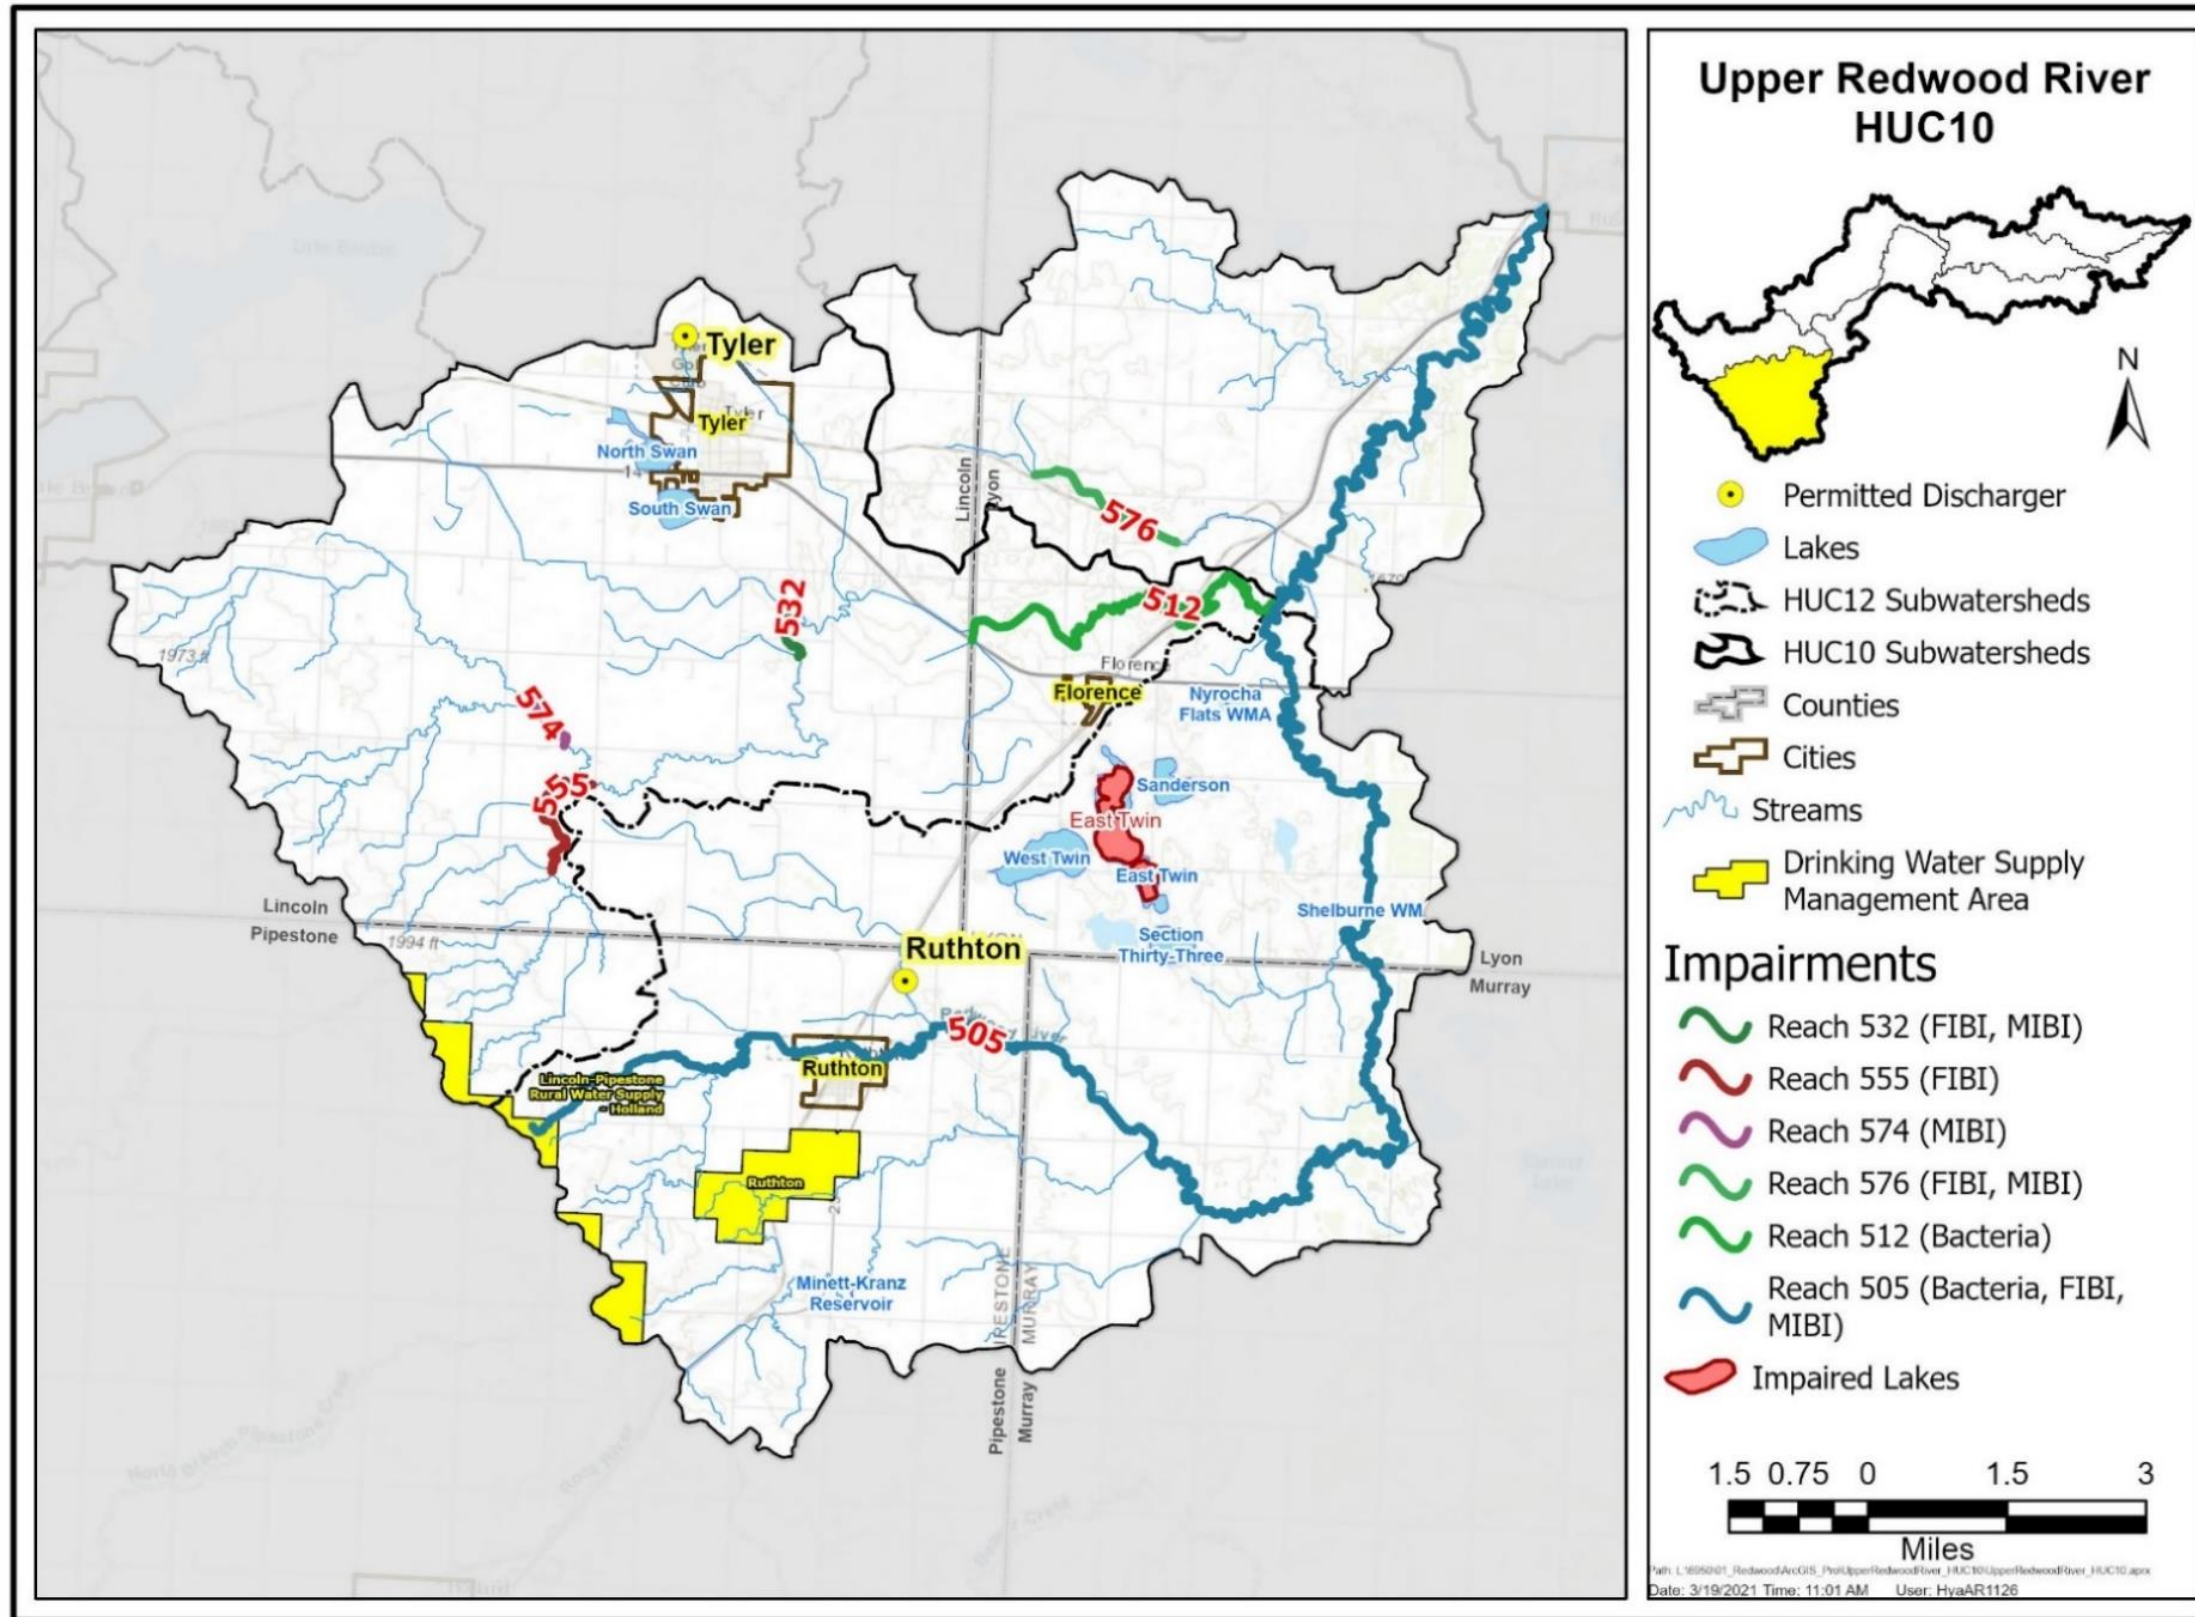 Upper Redwood River
HUC10
N
Permitted Discharger
Lakes
HUC12 Subwatersheds
HUC10 Subwatersheds
Counties
Cities
Streams
Drinking Water Supply
Management Area
Impairments
Reach 532 (FIBI, MIBI)
Reach 555 (FIBI)
Reach 574 (MIBI)
Reach 576 (FIBI, MIBI)
Reach 512 (Bacteria)
Reach 505 (Bacteria, FIBI,
MIBI)
Impaired Lakes
1.5 0.75 0 1.5 3
Miles
Date: 3/19/2021 Time: 11:01 AM User: HyaAR1126
Tyler
Tyler
Tyler
North Swan
14
South Swan
Lincoln
Lyon
576
532
512
1973 ft
Florence
Florence
574
Nyrocha
Flats WMA
555
Sanderson
East Twin
West Twin
East Twin
Lincoln
Pipestone
1994 ft
Shelburne WM
Section
Thirty-Three
Lyon
Murray
Ruthton
Redwood River
505
Ruthton
Lincoln-Pipestone
Rural Water Supply
- Holland
Ruthton
23
Minett-Kranz
Reservoir
MURRAY
Pipestone
Murray